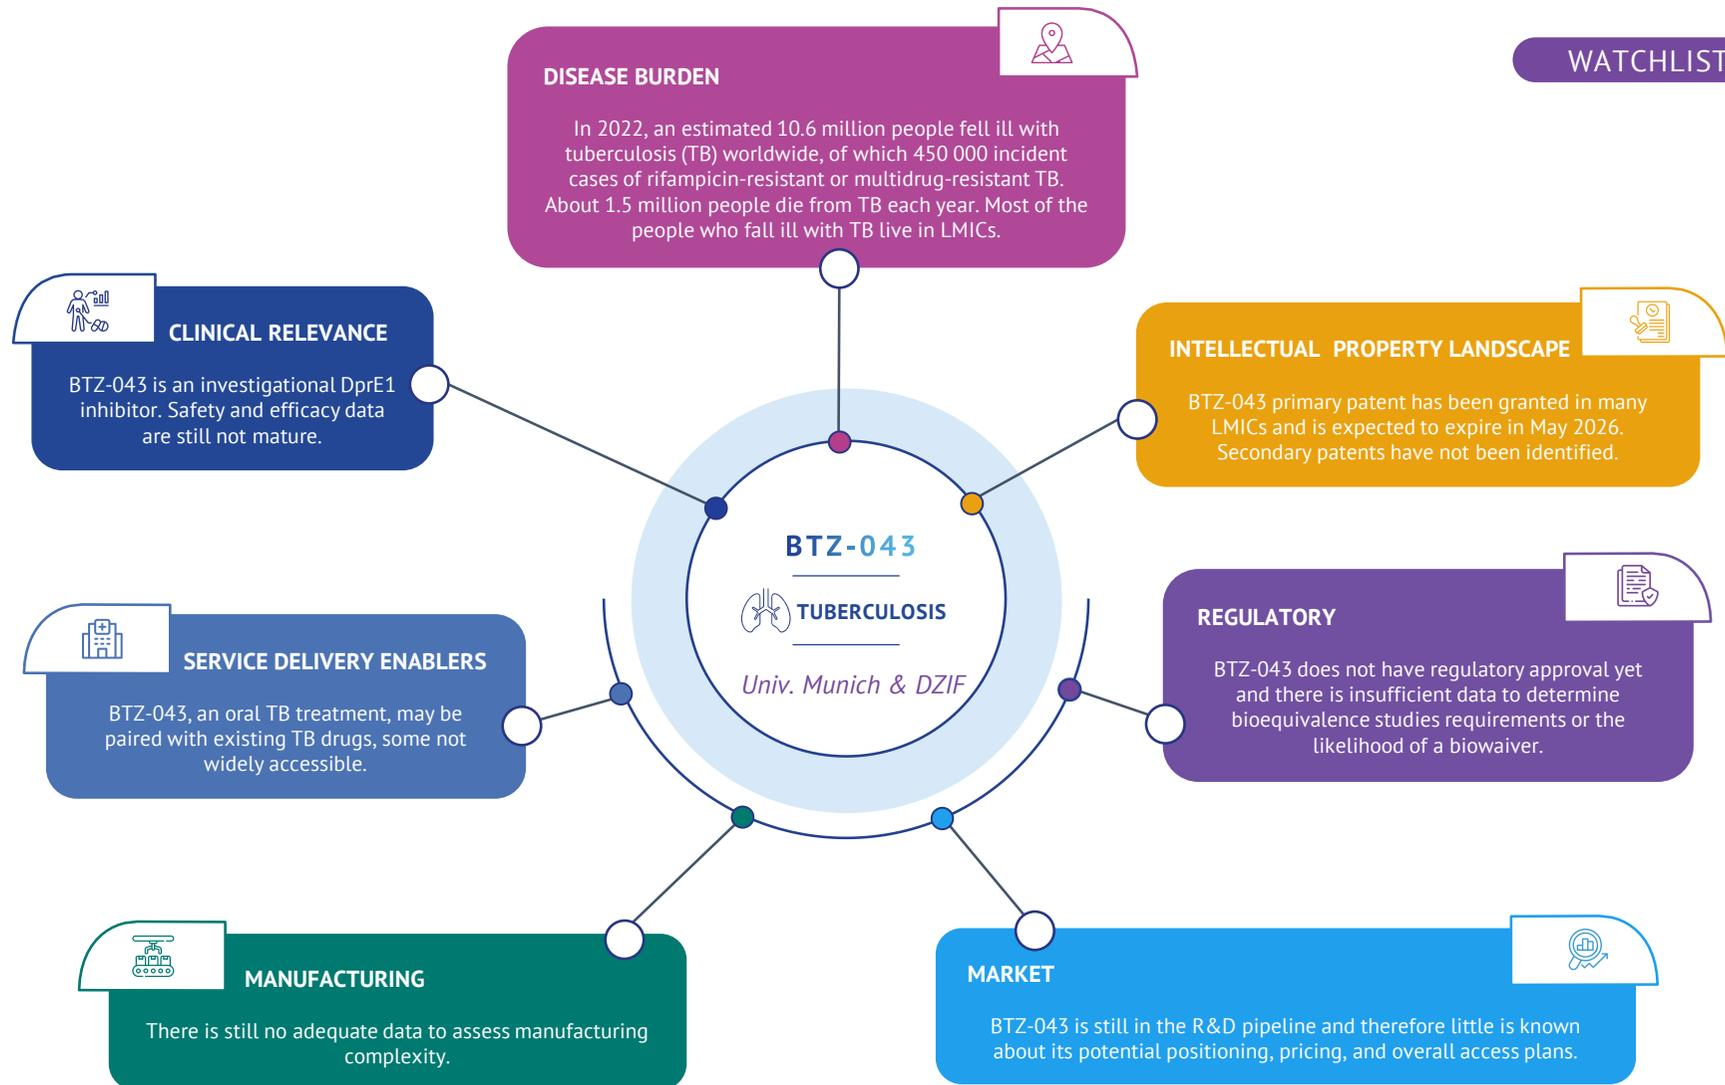 WATCHLIST
DISEASE BURDEN
In 2022, an estimated 10.6 million people fell ill with
tuberculosis (TB) worldwide, of which 450 000 incident
cases of rifampicin-resistant or multidrug-resistant TB.
About 1.5 million people die from TB each year. Most of the
people who fall ill with TB live in LMICs.
CLINICAL RELEVANCE
BTZ-043 is an investigational DprE1
inhibitor. Safety and efficacy data
are still not mature.
INTELLECTUAL  PROPERTY LANDSCAPE
BTZ-043 primary patent has been granted in many
LMICs and is expected to expire in May 2026.
Secondary patents have not been identified.
BTZ-043
TUBERCULOSIS
Univ. Munich & DZIF
SERVICE DELIVERY ENABLERS
BTZ-043, an oral TB treatment, may be
paired with existing TB drugs, some not
widely accessible.
REGULATORY
BTZ-043 does not have regulatory approval yet
and there is insufficient data to determine
bioequivalence studies requirements or the
likelihood of a biowaiver.
MANUFACTURING
There is still no adequate data to assess manufacturing
complexity.
MARKET
BTZ-043 is still in the R&D pipeline and therefore little is known
about its potential positioning, pricing, and overall access plans.